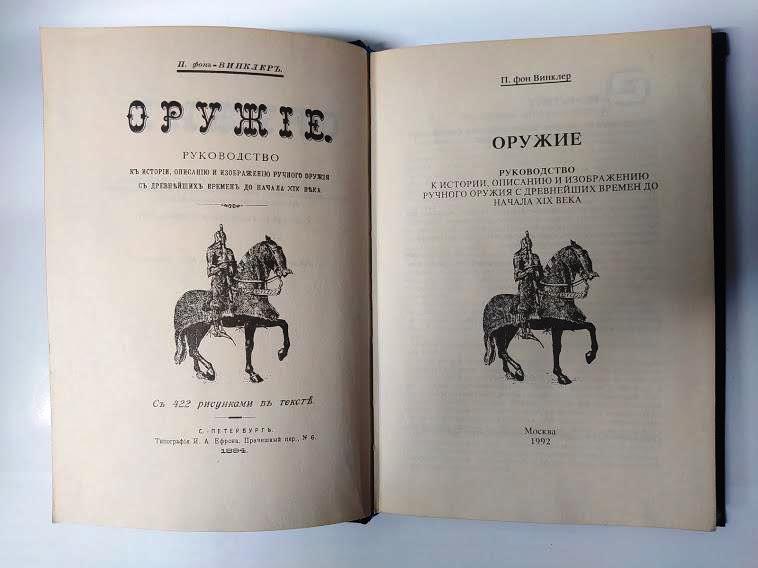 П. фонъ-ВИНКЛЕРЪ.
ОРУЖІЕ.
РУКОВОДСТВО
КЪ ИСТОРІИ, ОПИСАНІЮ И ИЗОБРАЖЕНІЮ РУЧНОГО ОРУЖІЯ
СЪ ДРЕВНѢЙШИХЪ ВРЕМЕНЪ ДО НАЧАЛА XIX ВѢКА
Съ 422 рисунками въ текстѣ.
С.-ПЕТЕРБУРГЪ.
Типографія И. А. Ефрона, Прачешный пер., № 6.
1894.
П. фон Винклер
ОРУЖИЕ
РУКОВОДСТВО
К ИСТОРИИ, ОПИСАНИЮ И ИЗОБРАЖЕНИЮ
РУЧНОГО ОРУЖИЯ С ДРЕВНЕЙШИХ ВРЕМЕН ДО
НАЧАЛА XIX ВЕКА
Москва
1992